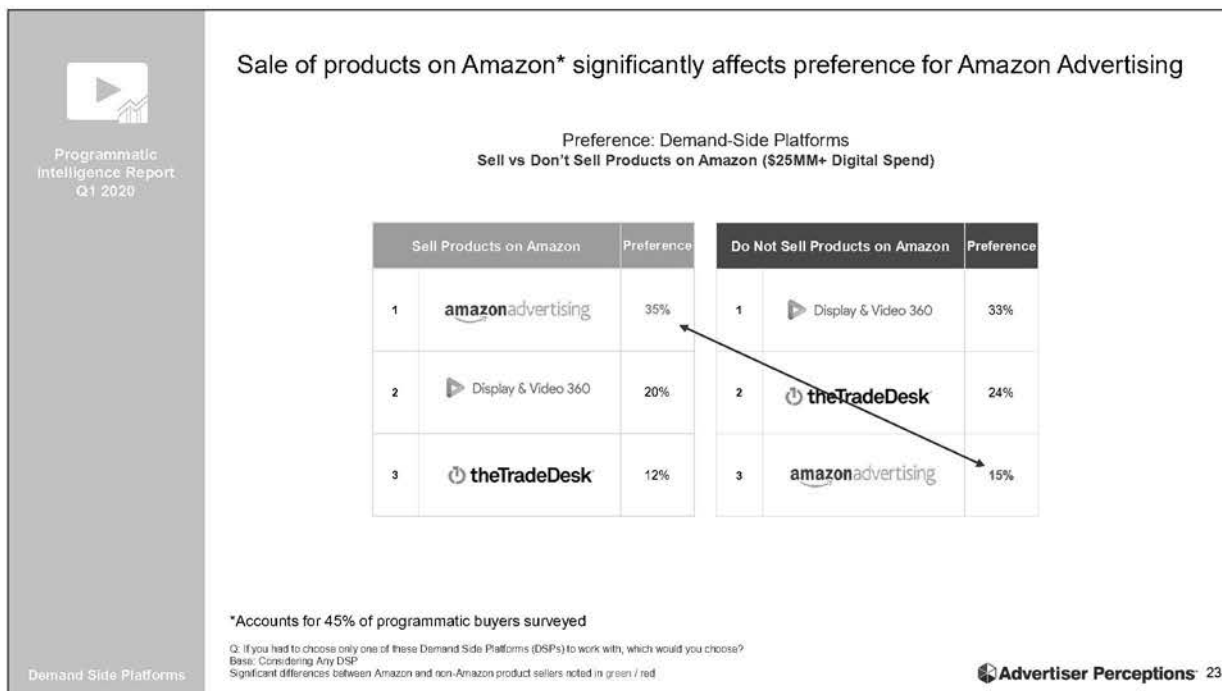 Programmatic
Intelligence Report
Q1 2020
Sale of products on Amazon* significantly affects preference for Amazon Advertising
Preference: Demand-Side Platforms
Sell vs Don't Sell Products on Amazon ($25MM+ Digital Spend)
Sell Products on Amazon Preference
1 amazonadvertising 35%
2 Display & Video 360 20%
3 theTradeDesk 12%
Do Not Sell Products on Amazon Preference
1 Display & Video 360 33%
2 theTradeDesk 24%
3 amazonadvertising 15%
*Accounts for 45% of programmatic buyers surveyed
Q: If you had to choose only one of these Demand Side Platforms (DSPs) to work with, which would you choose?
Base: Considering Any DSP
Significant differences between Amazon and non-Amazon product sellers noted in green / red
Demand Side Platforms
Advertiser Perceptions 23